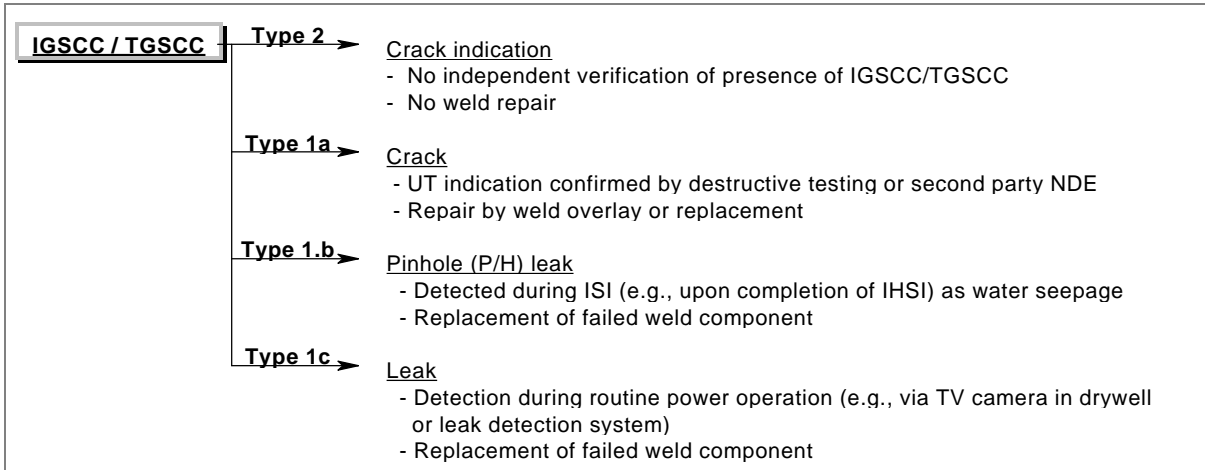 IGSCC / TGSCC
Type 2
Crack indication
- No independent verification of presence of IGSCC/TGSCC
- No weld repair
Type 1a
Crack
- UT indication confirmed by destructive testing or second party NDE
- Repair by weld overlay or replacement
Type 1.b
Pinhole (P/H) leak
- Detected during ISI (e.g., upon completion of IHSI) as water seepage
- Replacement of failed weld component
Type 1c
Leak
- Detection during routine power operation (e.g., via TV camera in drywell
or leak detection system)
- Replacement of failed weld component